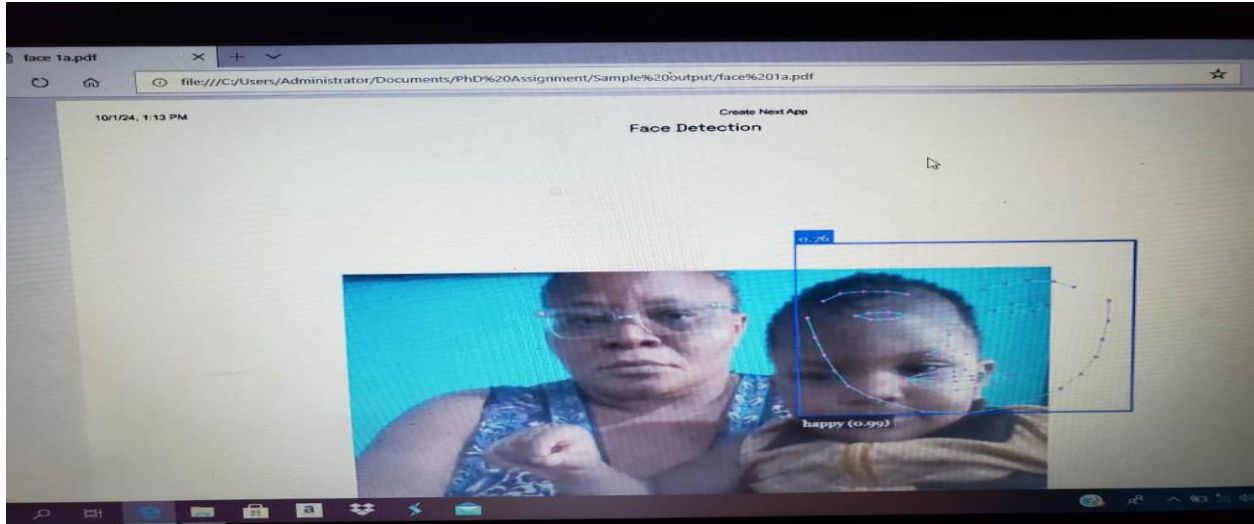 face 1a.pdf
file:///C:/Users/Administrator/Documents/PhD%20Assignment/Sample%20output/face%201a.pdf
10/1/24, 1:13 PM
Create Next App
Face Detection
0.76
happy (0.99)
a